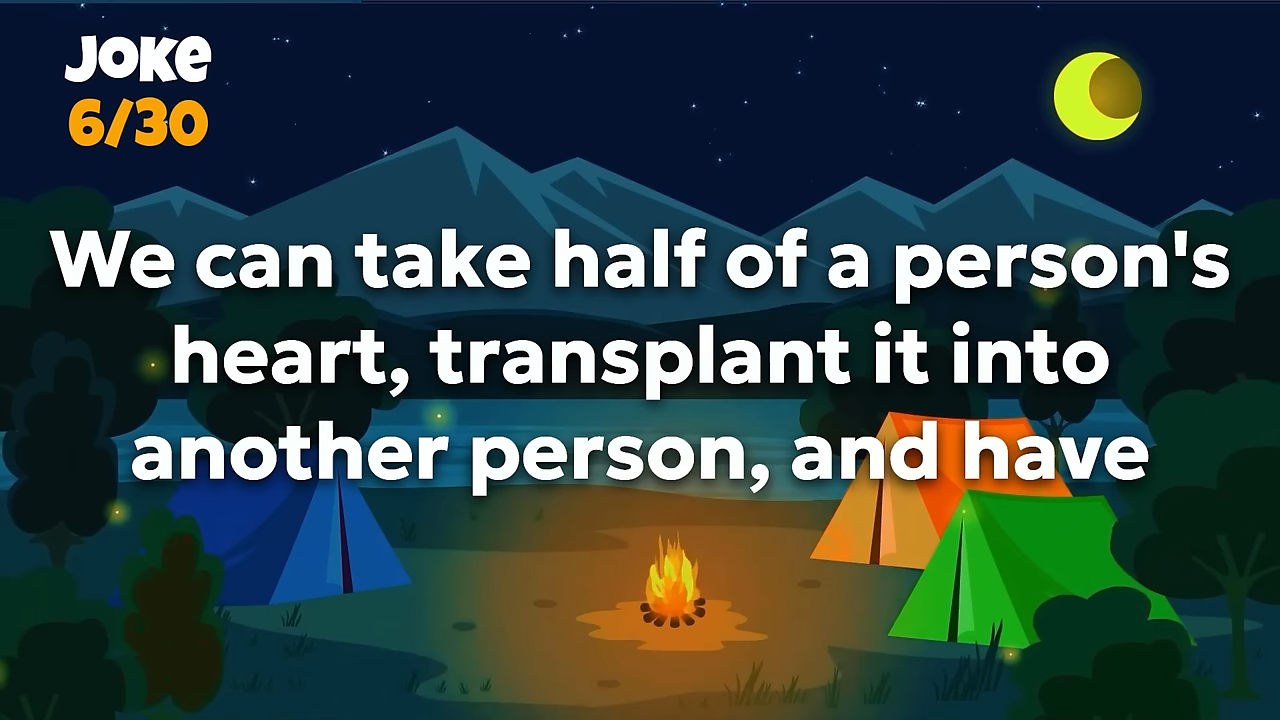 Joke
6/30
We can take half of a person's
heart, transplant it into
another person, and have